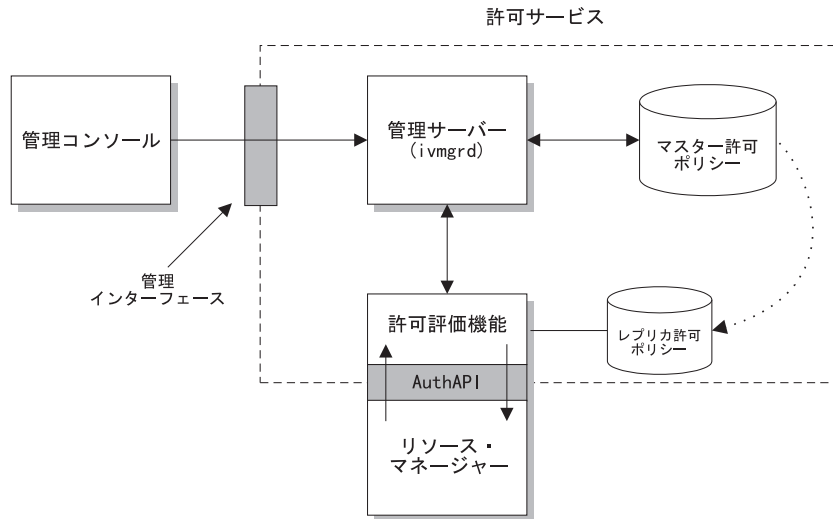 許可サービス
管理コンソール
管理サーバー
(ivmgrd)
マスター許可
ポリシー
管理
インターフェース
許可評価機能
レプリカ許可
ポリシー
AuthAPI
リソース・
マネージャー